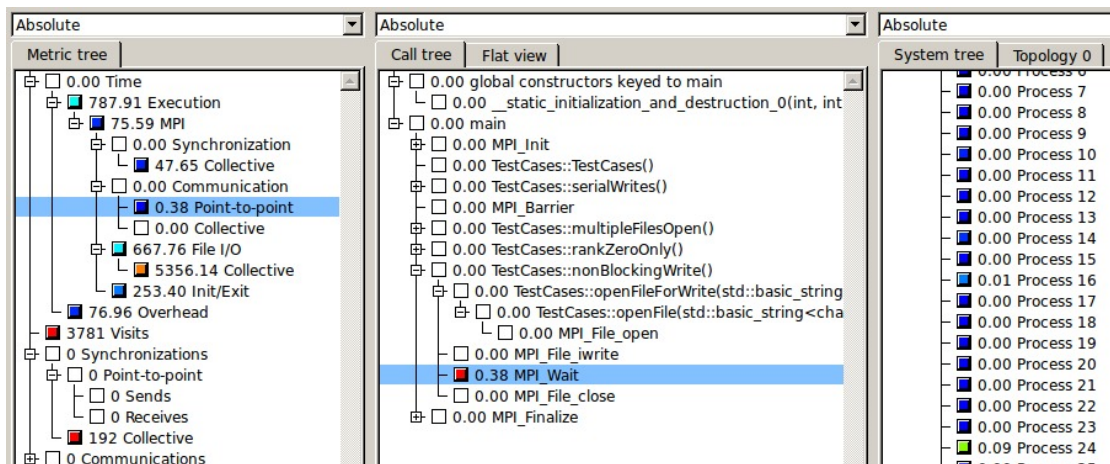 Absolute
Metric tree
0.00 Time
787.91 Execution
75.59 MPI
0.00 Synchronization
47.65 Collective
0.00 Communication
0.38 Point-to-point
0.00 Collective
667.76 File I/O
5356.14 Collective
253.40 Init/Exit
76.96 Overhead
3781 Visits
0 Synchronizations
0 Point-to-point
0 Sends
0 Receives
192 Collective
0 Communications
Absolute
Call tree Flat view
0.00 global constructors keyed to main
0.00 __static_initialization_and_destruction_0(int, int
0.00 main
0.00 MPI_Init
0.00 TestCases::TestCases()
0.00 TestCases::serialWrites()
0.00 MPI_Barrier
0.00 TestCases::multipleFilesOpen()
0.00 TestCases::rankZeroOnly()
0.00 TestCases::nonBlockingWrite()
0.00 TestCases::openFileForWrite(std::basic_string
0.00 TestCases::openFile(std::basic_string<cha
0.00 MPI_File_open
0.00 MPI_File_iwrite
0.38 MPI_Wait
0.00 MPI_File_close
0.00 MPI_Finalize
Absolute
System tree Topology 0
0.00 Process 6
0.00 Process 7
0.00 Process 8
0.00 Process 9
0.00 Process 10
0.00 Process 11
0.00 Process 12
0.00 Process 13
0.00 Process 14
0.00 Process 15
0.01 Process 16
0.00 Process 17
0.00 Process 18
0.00 Process 19
0.00 Process 20
0.00 Process 21
0.00 Process 22
0.00 Process 23
0.09 Process 24